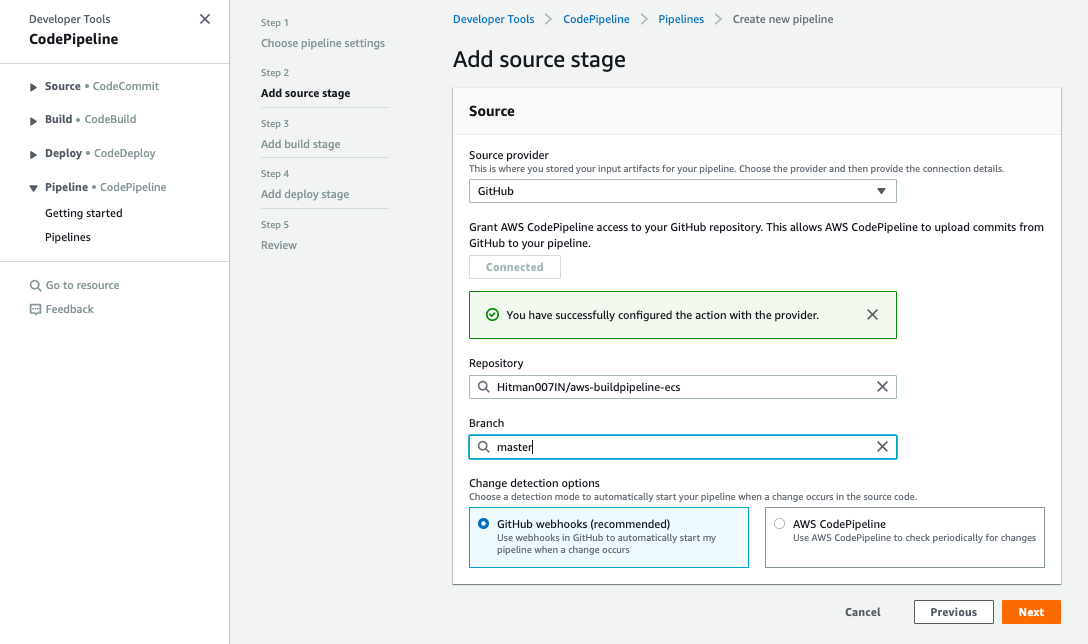 Developer Tools
CodePipeline
Source • CodeCommit
Build • CodeBuild
Deploy • CodeDeploy
Pipeline • CodePipeline
Getting started
Pipelines
Go to resource
Feedback
Step 1
Choose pipeline settings
Step 2
Add source stage
Step 3
Add build stage
Step 4
Add deploy stage
Step 5
Review
Developer Tools > CodePipeline > Pipelines > Create new pipeline
Add source stage
Source
Source provider
This is where you stored your input artifacts for your pipeline. Choose the provider and then provide the connection details.
GitHub
Grant AWS CodePipeline access to your GitHub repository. This allows AWS CodePipeline to upload commits from
GitHub to your pipeline.
Connected
You have successfully configured the action with the provider.
Repository
Hitman007IN/aws-buildpipeline-ecs
Branch
master
Change detection options
Choose a detection mode to automatically start your pipeline when a change occurs in the source code.
GitHub webhooks (recommended)
Use webhooks in GitHub to automatically start my
pipeline when a change occurs
AWS CodePipeline
Use AWS CodePipeline to check periodically for changes
Cancel
Previous
Next